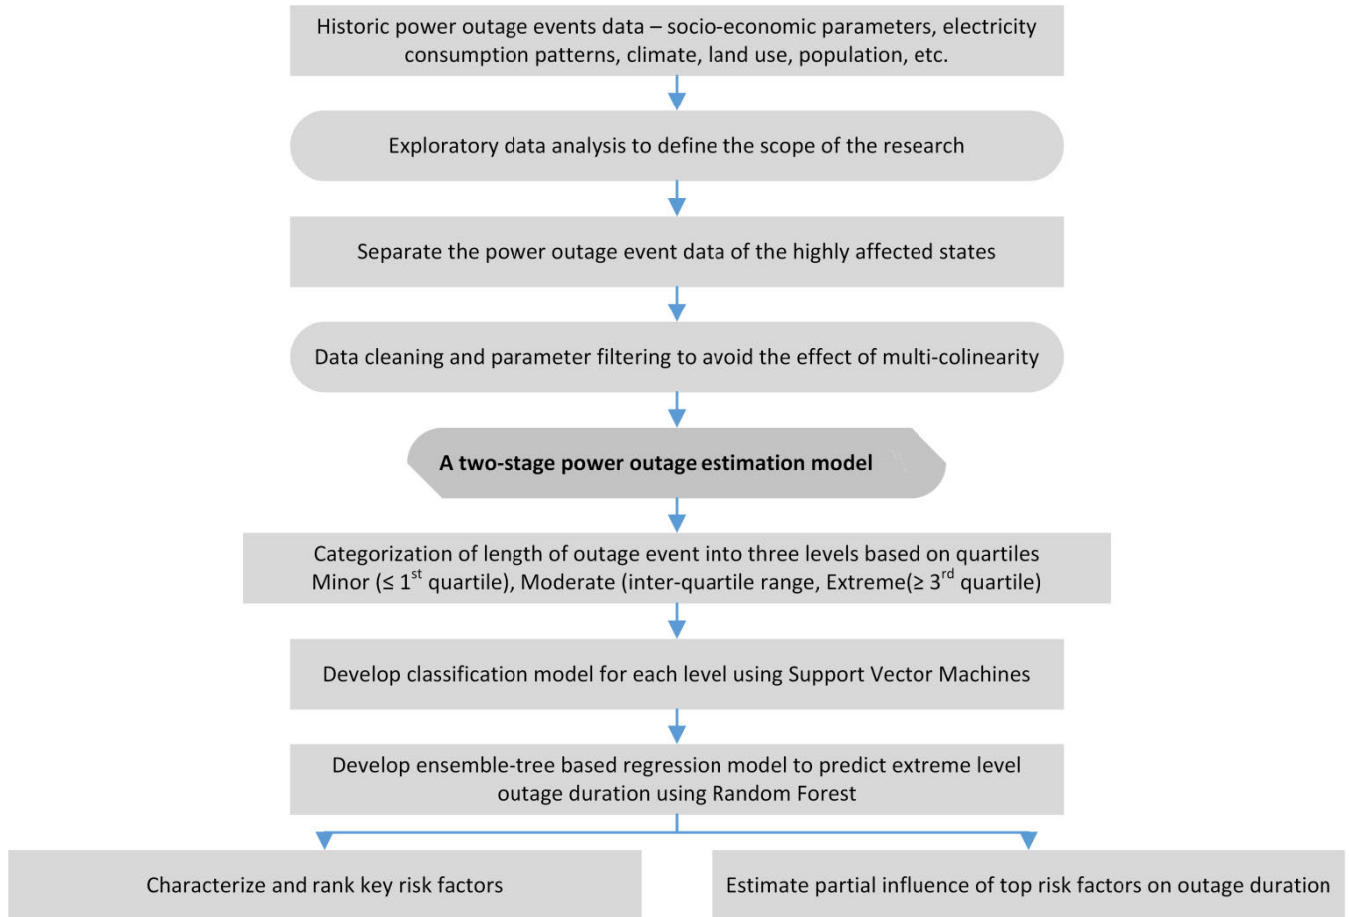 Historic power outage events data – socio-economic parameters, electricity
consumption patterns, climate, land use, population, etc.
Exploratory data analysis to define the scope of the research
Separate the power outage event data of the highly affected states
Data cleaning and parameter filtering to avoid the effect of multi-colinearity
A two-stage power outage estimation model
Categorization of length of outage event into three levels based on quartiles
Minor (≤ 1st quartile), Moderate (inter-quartile range, Extreme(≥ 3rd quartile)
Develop classification model for each level using Support Vector Machines
Develop ensemble-tree based regression model to predict extreme level
outage duration using Random Forest
Characterize and rank key risk factors
Estimate partial influence of top risk factors on outage duration